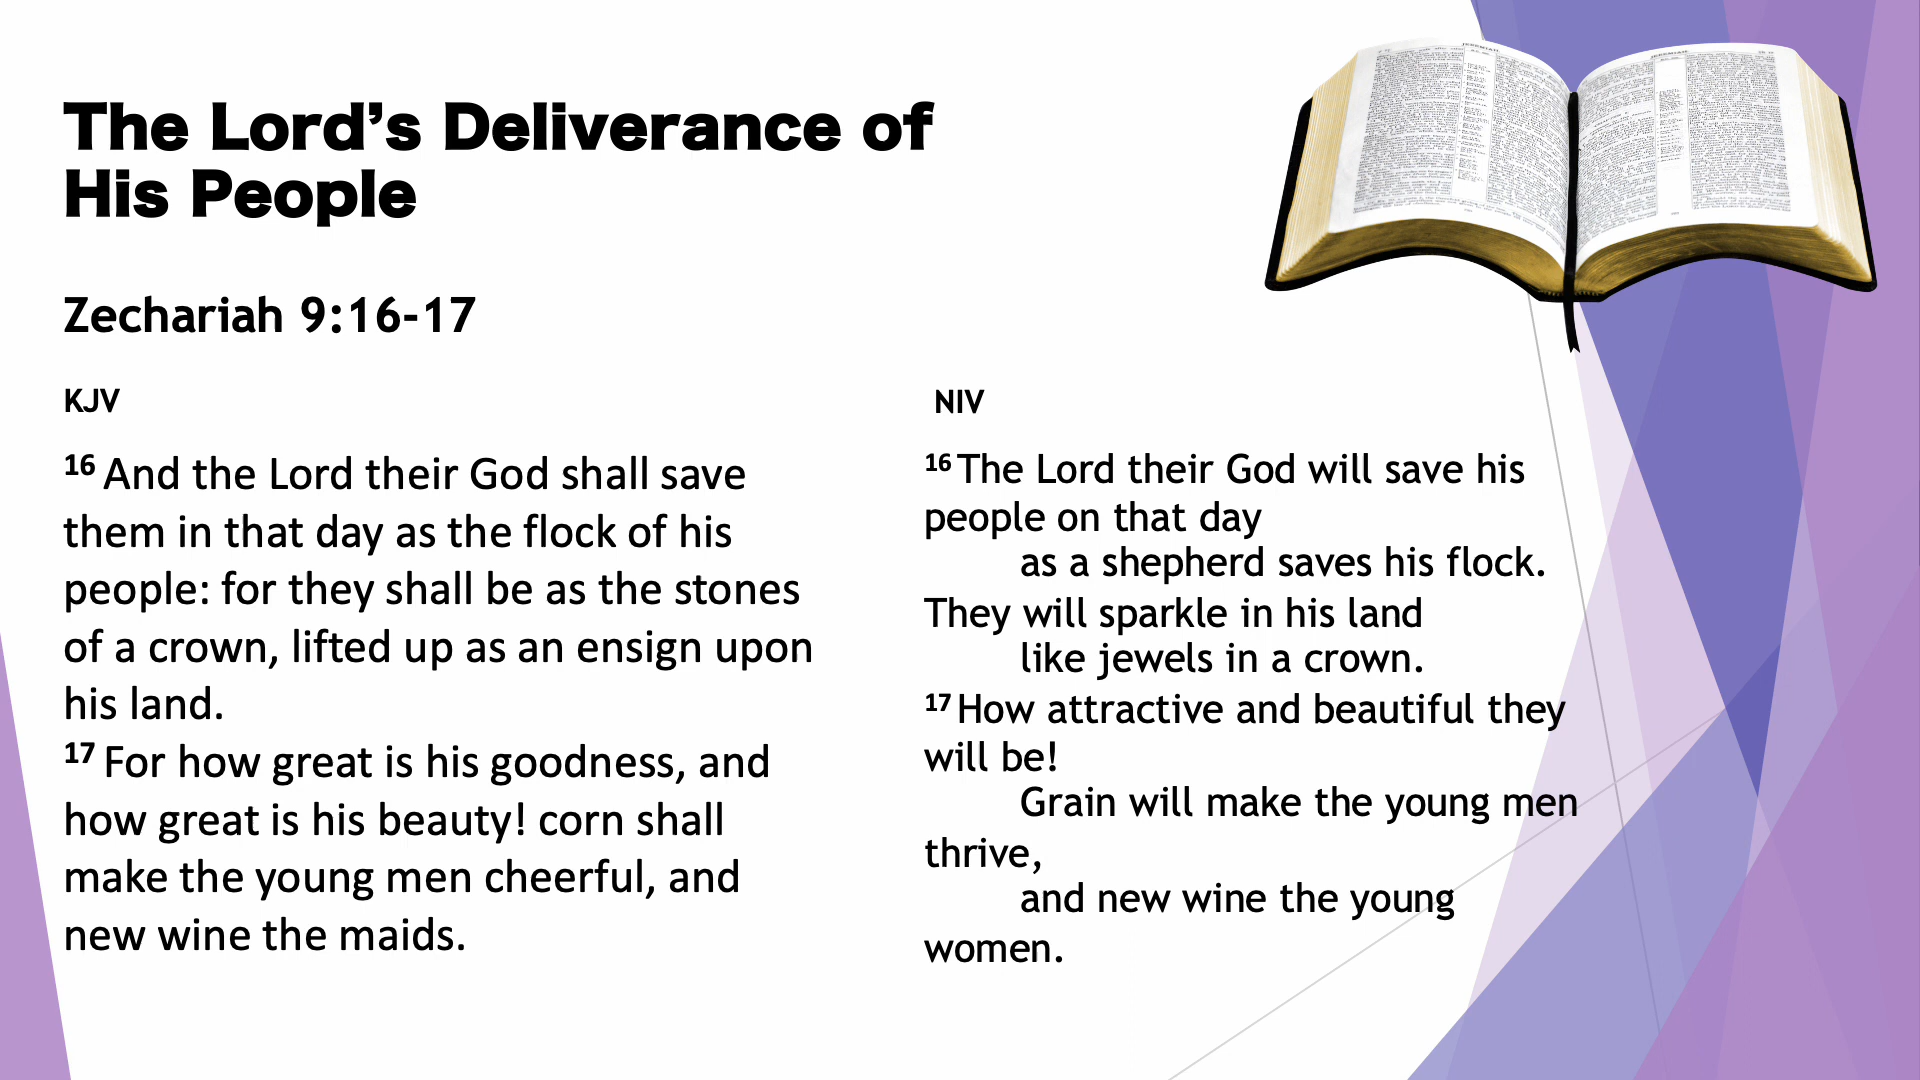 The Lord’s Deliverance of
His People
Zechariah 9:16-17
KJV
16 And the Lord their God shall save
them in that day as the flock of his
people: for they shall be as the stones
of a crown, lifted up as an ensign upon
his land.
17 For how great is his goodness, and
how great is his beauty! corn shall
make the young men cheerful, and
new wine the maids.
NIV
16 The Lord their God will save his
people on that day
as a shepherd saves his flock.
They will sparkle in his land
like jewels in a crown.
17 How attractive and beautiful they
will be!
Grain will make the young men
thrive,
and new wine the young
women.